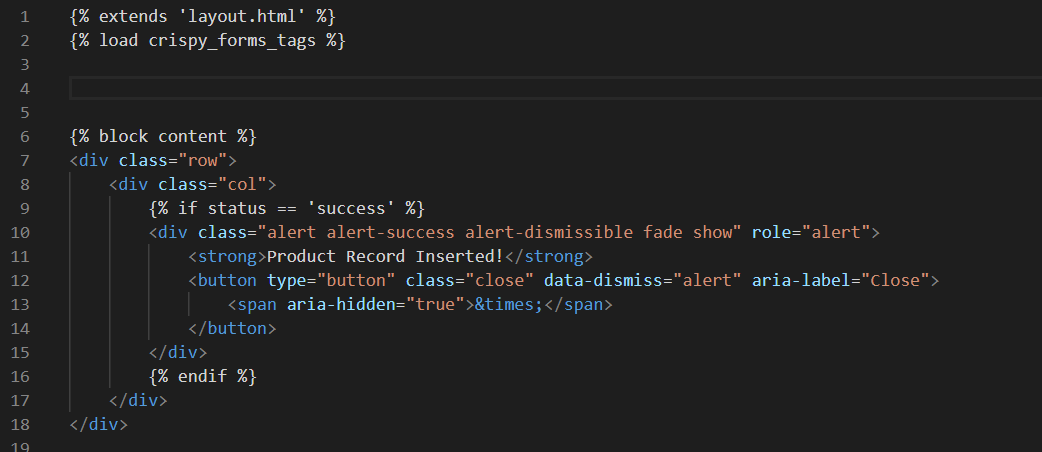 1 {% extends 'layout.html' %}
2 {% load crispy_forms_tags %}
3
4
5
6 {% block content %}
7 <div class="row">
8     <div class="col">
9         {% if status == 'success' %}
10         <div class="alert alert-success alert-dismissible fade show" role="alert">
11             <strong>Product Record Inserted!</strong>
12             <button type="button" class="close" data-dismiss="alert" aria-label="Close">
13                 <span aria-hidden="true">&times;</span>
14             </button>
15         </div>
16         {% endif %}
17     </div>
18 </div>
19